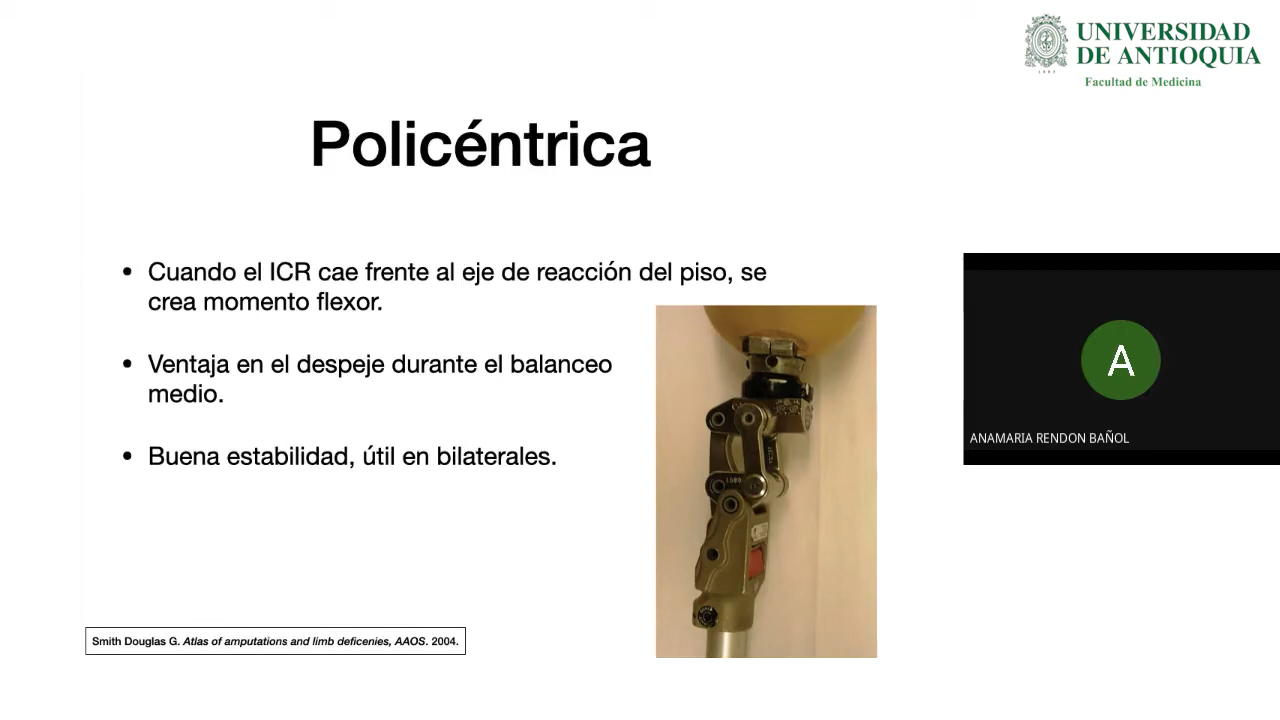 UNIVERSIDAD
DE ANTIOQUIA
1803
Facultad de Medicina
Policéntrica
• Cuando el ICR cae frente al eje de reacción del piso, se
crea momento flexor.
• Ventaja en el despeje durante el balanceo
medio.
• Buena estabilidad, útil en bilaterales.
A
ANAMARIA RENDON BAÑOL
Smith Douglas G. Atlas of amputations and limb deficenies, AAOS. 2004.